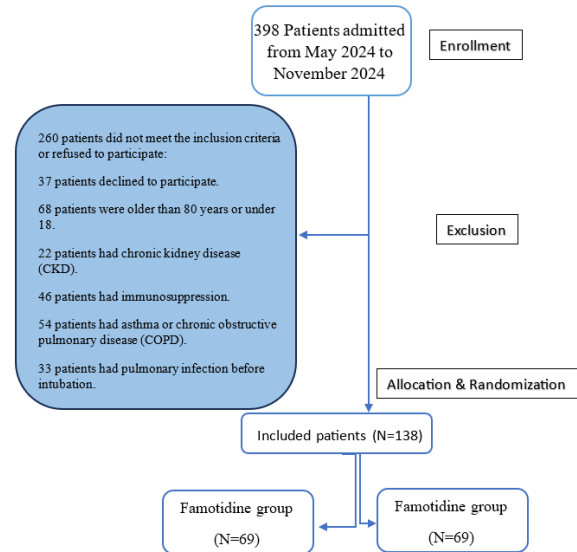 398 Patients admitted
from May 2024 to
November 2024
Enrollment
260 patients did not meet the inclusion criteria
or refused to participate:
37 patients declined to participate.
68 patients were older than 80 years or under
18.
22 patients had chronic kidney disease
(CKD).
46 patients had immunosuppression.
54 patients had asthma or chronic obstructive
pulmonary disease (COPD).
33 patients had pulmonary infection before
intubation.
Exclusion
Allocation & Randomization
Included patients (N=138)
Famotidine group
(N=69)
Famotidine group
(N=69)